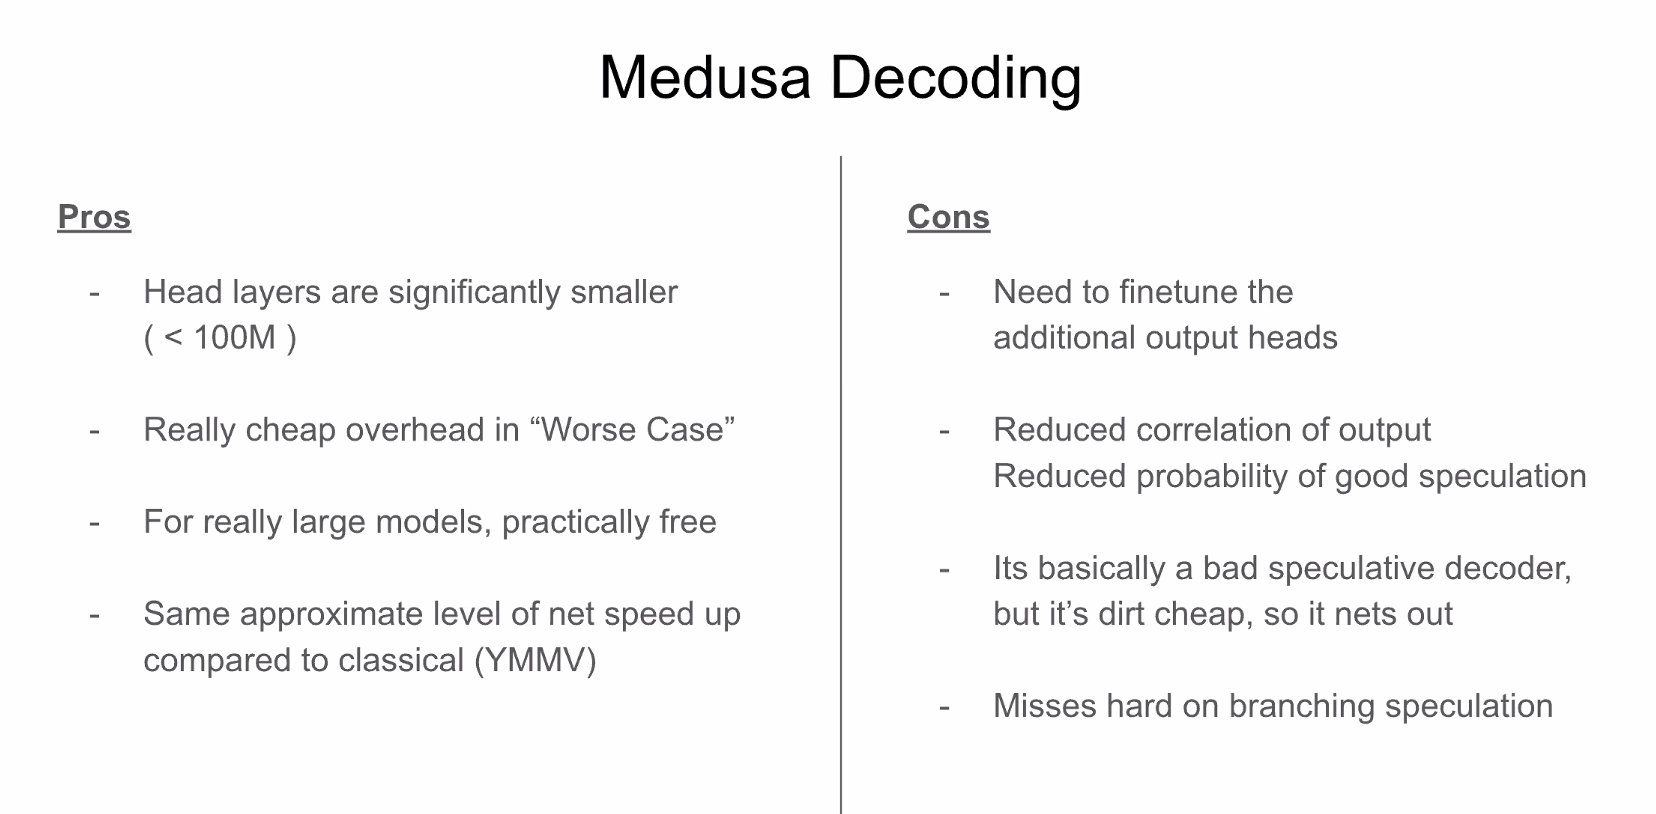 Medusa Decoding
Pros
- Head layers are significantly smaller
( < 100M )
- Really cheap overhead in “Worse Case”
- For really large models, practically free
- Same approximate level of net speed up
compared to classical (YMMV)
Cons
- Need to finetune the
additional output heads
- Reduced correlation of output
Reduced probability of good speculation
- Its basically a bad speculative decoder,
but it’s dirt cheap, so it nets out
- Misses hard on branching speculation